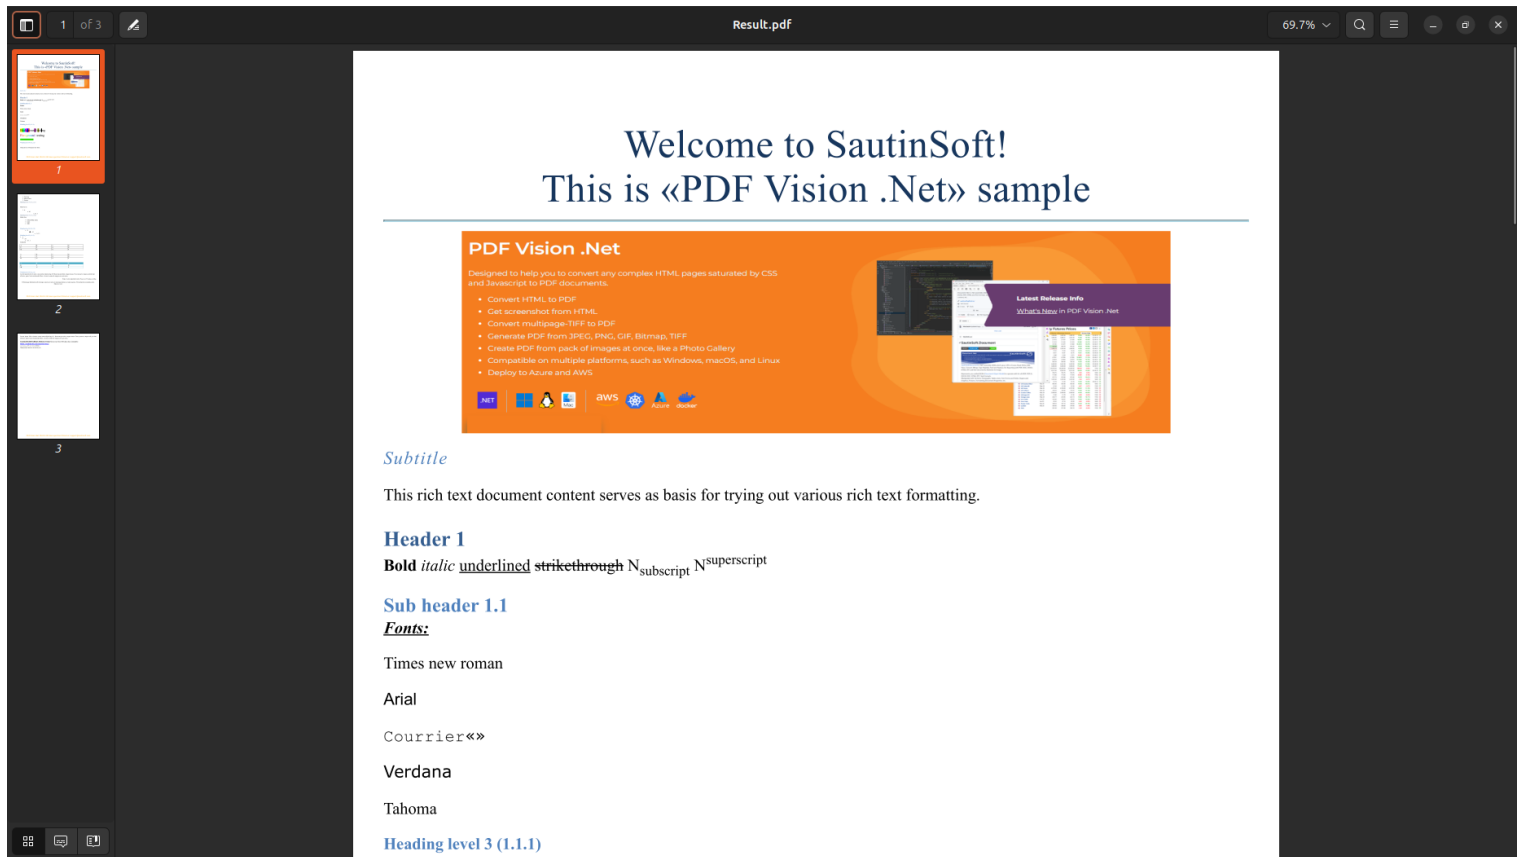 1 of 3
Result.pdf
69.7%
Welcome to SautinSoft!
This is «PDF Vision .Net» sample
PDF Vision .Net
Designed to help you to convert any complex HTML pages saturated by CSS
and Javascript to PDF documents.
• Convert HTML to PDF
• Get screenshot from HTML
• Convert multipage-TIFF to PDF
• Generate PDF from JPEG, PNG, GIF, Bitmap, TIFF
• Create PDF from pack of images at once, like a Photo Gallery
• Compatible on multiple platforms, such as Windows, macOS, and Linux
• Deploy to Azure and AWS
Latest Release Info
What's New in PDF Vision .Net
.NET
Mac
aws
Azure
docker
Subtitle
This rich text document content serves as basis for trying out various rich text formatting.
Header 1
Bold italic underlined strikethrough Nsubscript Nsuperscript
Sub header 1.1
Fonts:
Times new roman
Arial
Courrier«»
Verdana
Tahoma
Heading level 3 (1.1.1)
1
2
3